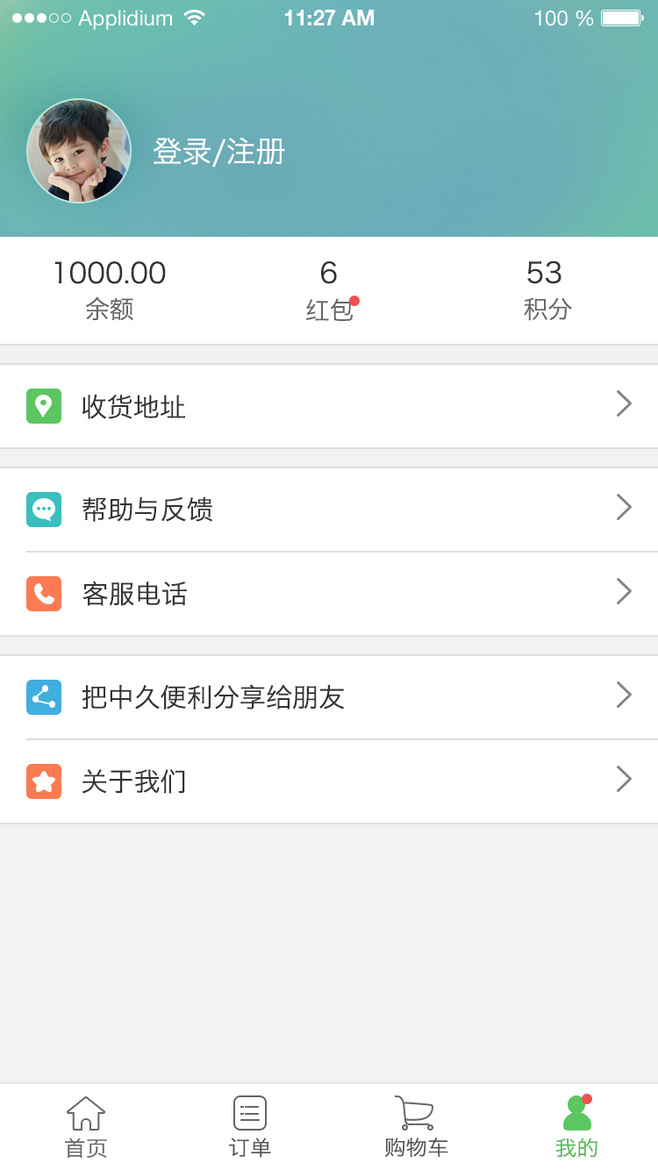 Applidium 11:27 AM 100 %
登录/注册
1000.00 6 53
余额 红包 积分
收货地址
帮助与反馈
客服电话
把中久便利分享给朋友
关于我们
首页 订单 购物车 我的